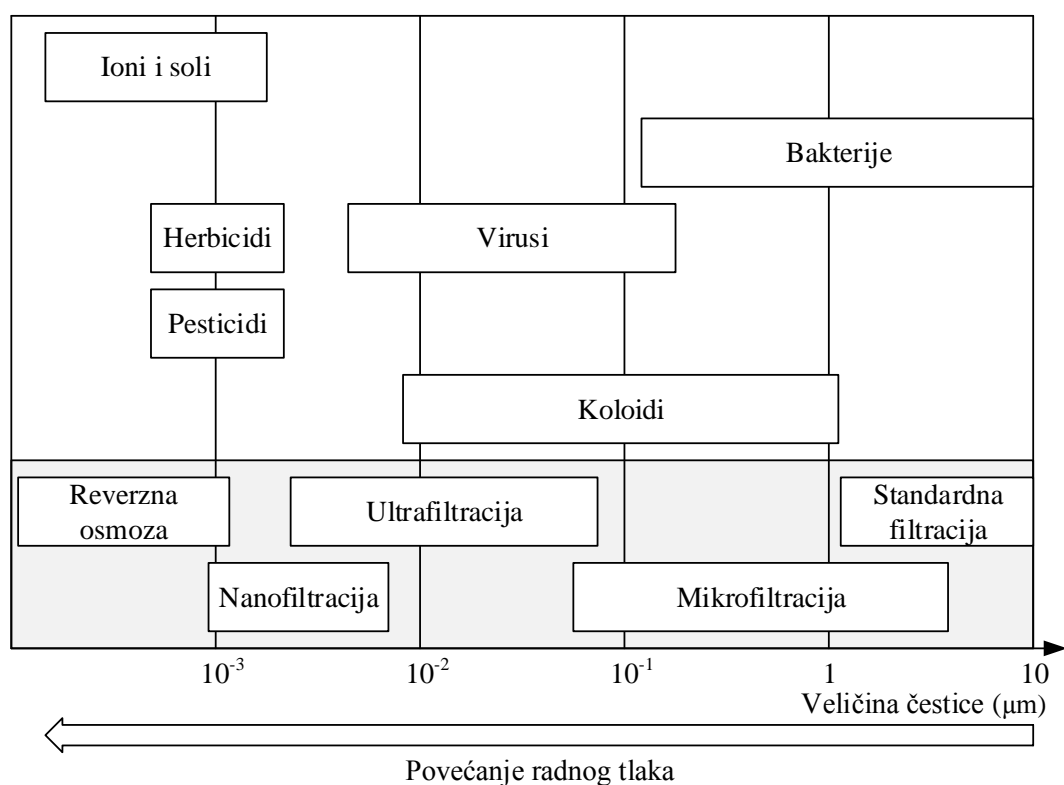 Ioni i soli
Bakterije
Herbicidi
Virusi
Pesticidi
Koloidi
Reverzna
osmoza
Ultrafiltracija
Standardna
filtracija
Nanofiltracija
Mikrofiltracija
10⁻³
10⁻²
10⁻¹
1
10
Veličina čestice (μm)
Povećanje radnog tlaka